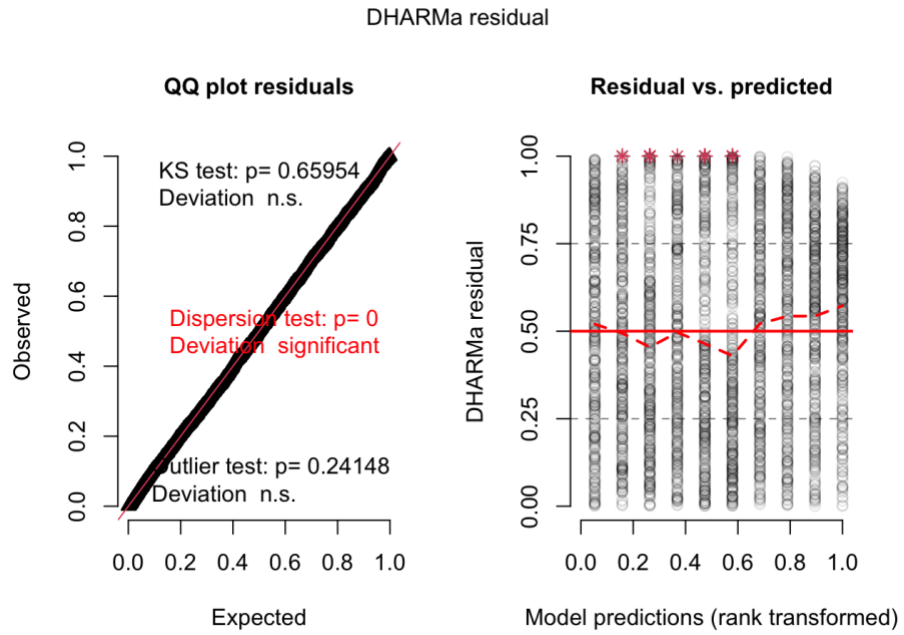 DHARMa residual
QQ plot residuals
KS test: p= 0.65954
Deviation n.s.
Dispersion test: p= 0
Deviation significant
Outlier test: p= 0.24148
Deviation n.s.
Observed
0.0
0.2
0.4
0.6
0.8
1.0
0.0 0.2 0.4 0.6 0.8 1.0
Expected
Residual vs. predicted
DHARMa residual
0.00
0.25
0.50
0.75
1.00
0.0 0.2 0.4 0.6 0.8 1.0
Model predictions (rank transformed)